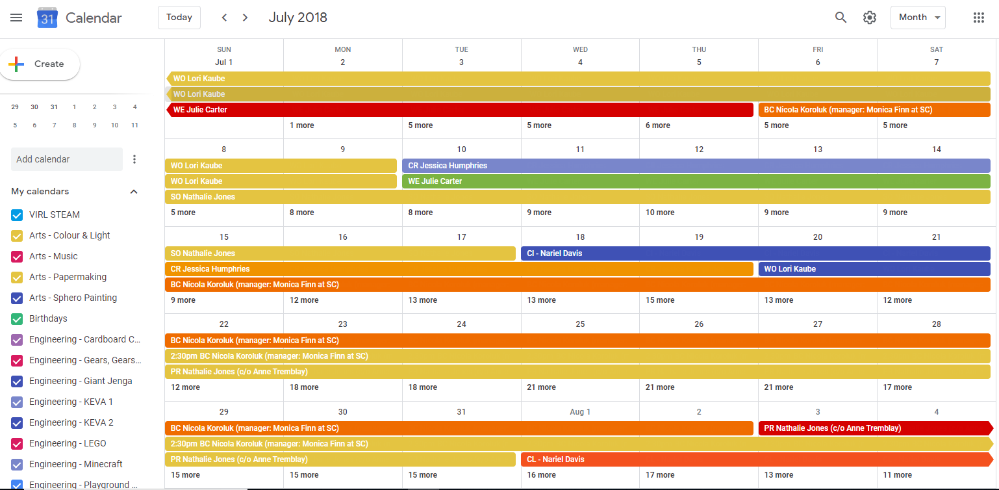 31 Calendar Today July 2018 Month
Create
29 30 31 1 2 3 4
5 6 7 8 9 10 11
Add calendar
My calendars
VIRL STEAM
Arts - Colour & Light
Arts - Music
Arts - Papermaking
Arts - Sphero Painting
Birthdays
Engineering - Cardboard C...
Engineering - Gears, Gears...
Engineering - Giant Jenga
Engineering - KEVA 1
Engineering - KEVA 2
Engineering - LEGO
Engineering - Minecraft
Engineering - Playground ...
SUN MON TUE WED THU FRI SAT
Jul 1 2 3 4 5 6 7
WO Lori Kaube
WO Lori Kaube
WE Julie Carter BC Nicola Koroluk (manager: Monica Finn at SC)
1 more 5 more 5 more 6 more 5 more 5 more
8 9 10 11 12 13 14
WO Lori Kaube CR Jessica Humphries
WO Lori Kaube WE Julie Carter
SO Nathalie Jones
5 more 8 more 8 more 9 more 10 more 9 more 9 more
15 16 17 18 19 20 21
SO Nathalie Jones CI - Nariel Davis
CR Jessica Humphries WO Lori Kaube
BC Nicola Koroluk (manager: Monica Finn at SC)
9 more 12 more 13 more 13 more 15 more 13 more 12 more
22 23 24 25 26 27 28
BC Nicola Koroluk (manager: Monica Finn at SC)
2:30pm BC Nicola Koroluk (manager: Monica Finn at SC)
PR Nathalie Jones (c/o Anne Tremblay)
12 more 18 more 18 more 21 more 21 more 21 more 17 more
29 30 31 Aug 1 2 3 4
BC Nicola Koroluk (manager: Monica Finn at SC) PR Nathalie Jones (c/o Anne Tremblay)
2:30pm BC Nicola Koroluk (manager: Monica Finn at SC)
PR Nathalie Jones (c/o Anne Tremblay) CL - Nariel Davis
15 more 15 more 15 more 16 more 17 more 13 more 11 more